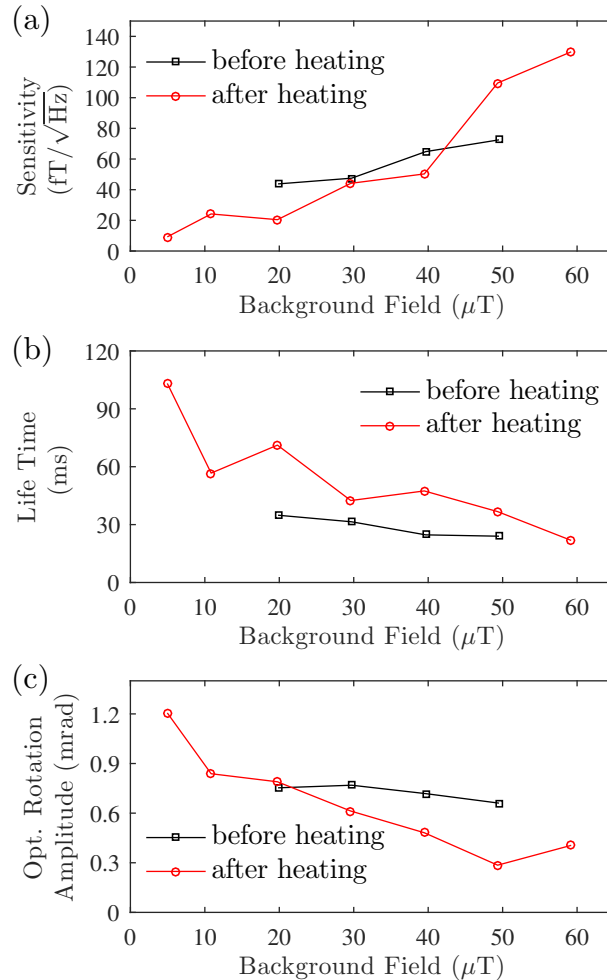 (a)
140
120
100
80
60
40
20
0
Sensitivity
(fT/√Hz)
before heating
after heating
0 10 20 30 40 50 60
Background Field (μT)
(b)
120
90
60
30
0
Life Time
(ms)
before heating
after heating
0 10 20 30 40 50 60
Background Field (μT)
(c)
1.2
0.9
0.6
0.3
0
Opt. Rotation
Amplitude (mrad)
before heating
after heating
0 10 20 30 40 50 60
Background Field (μT)